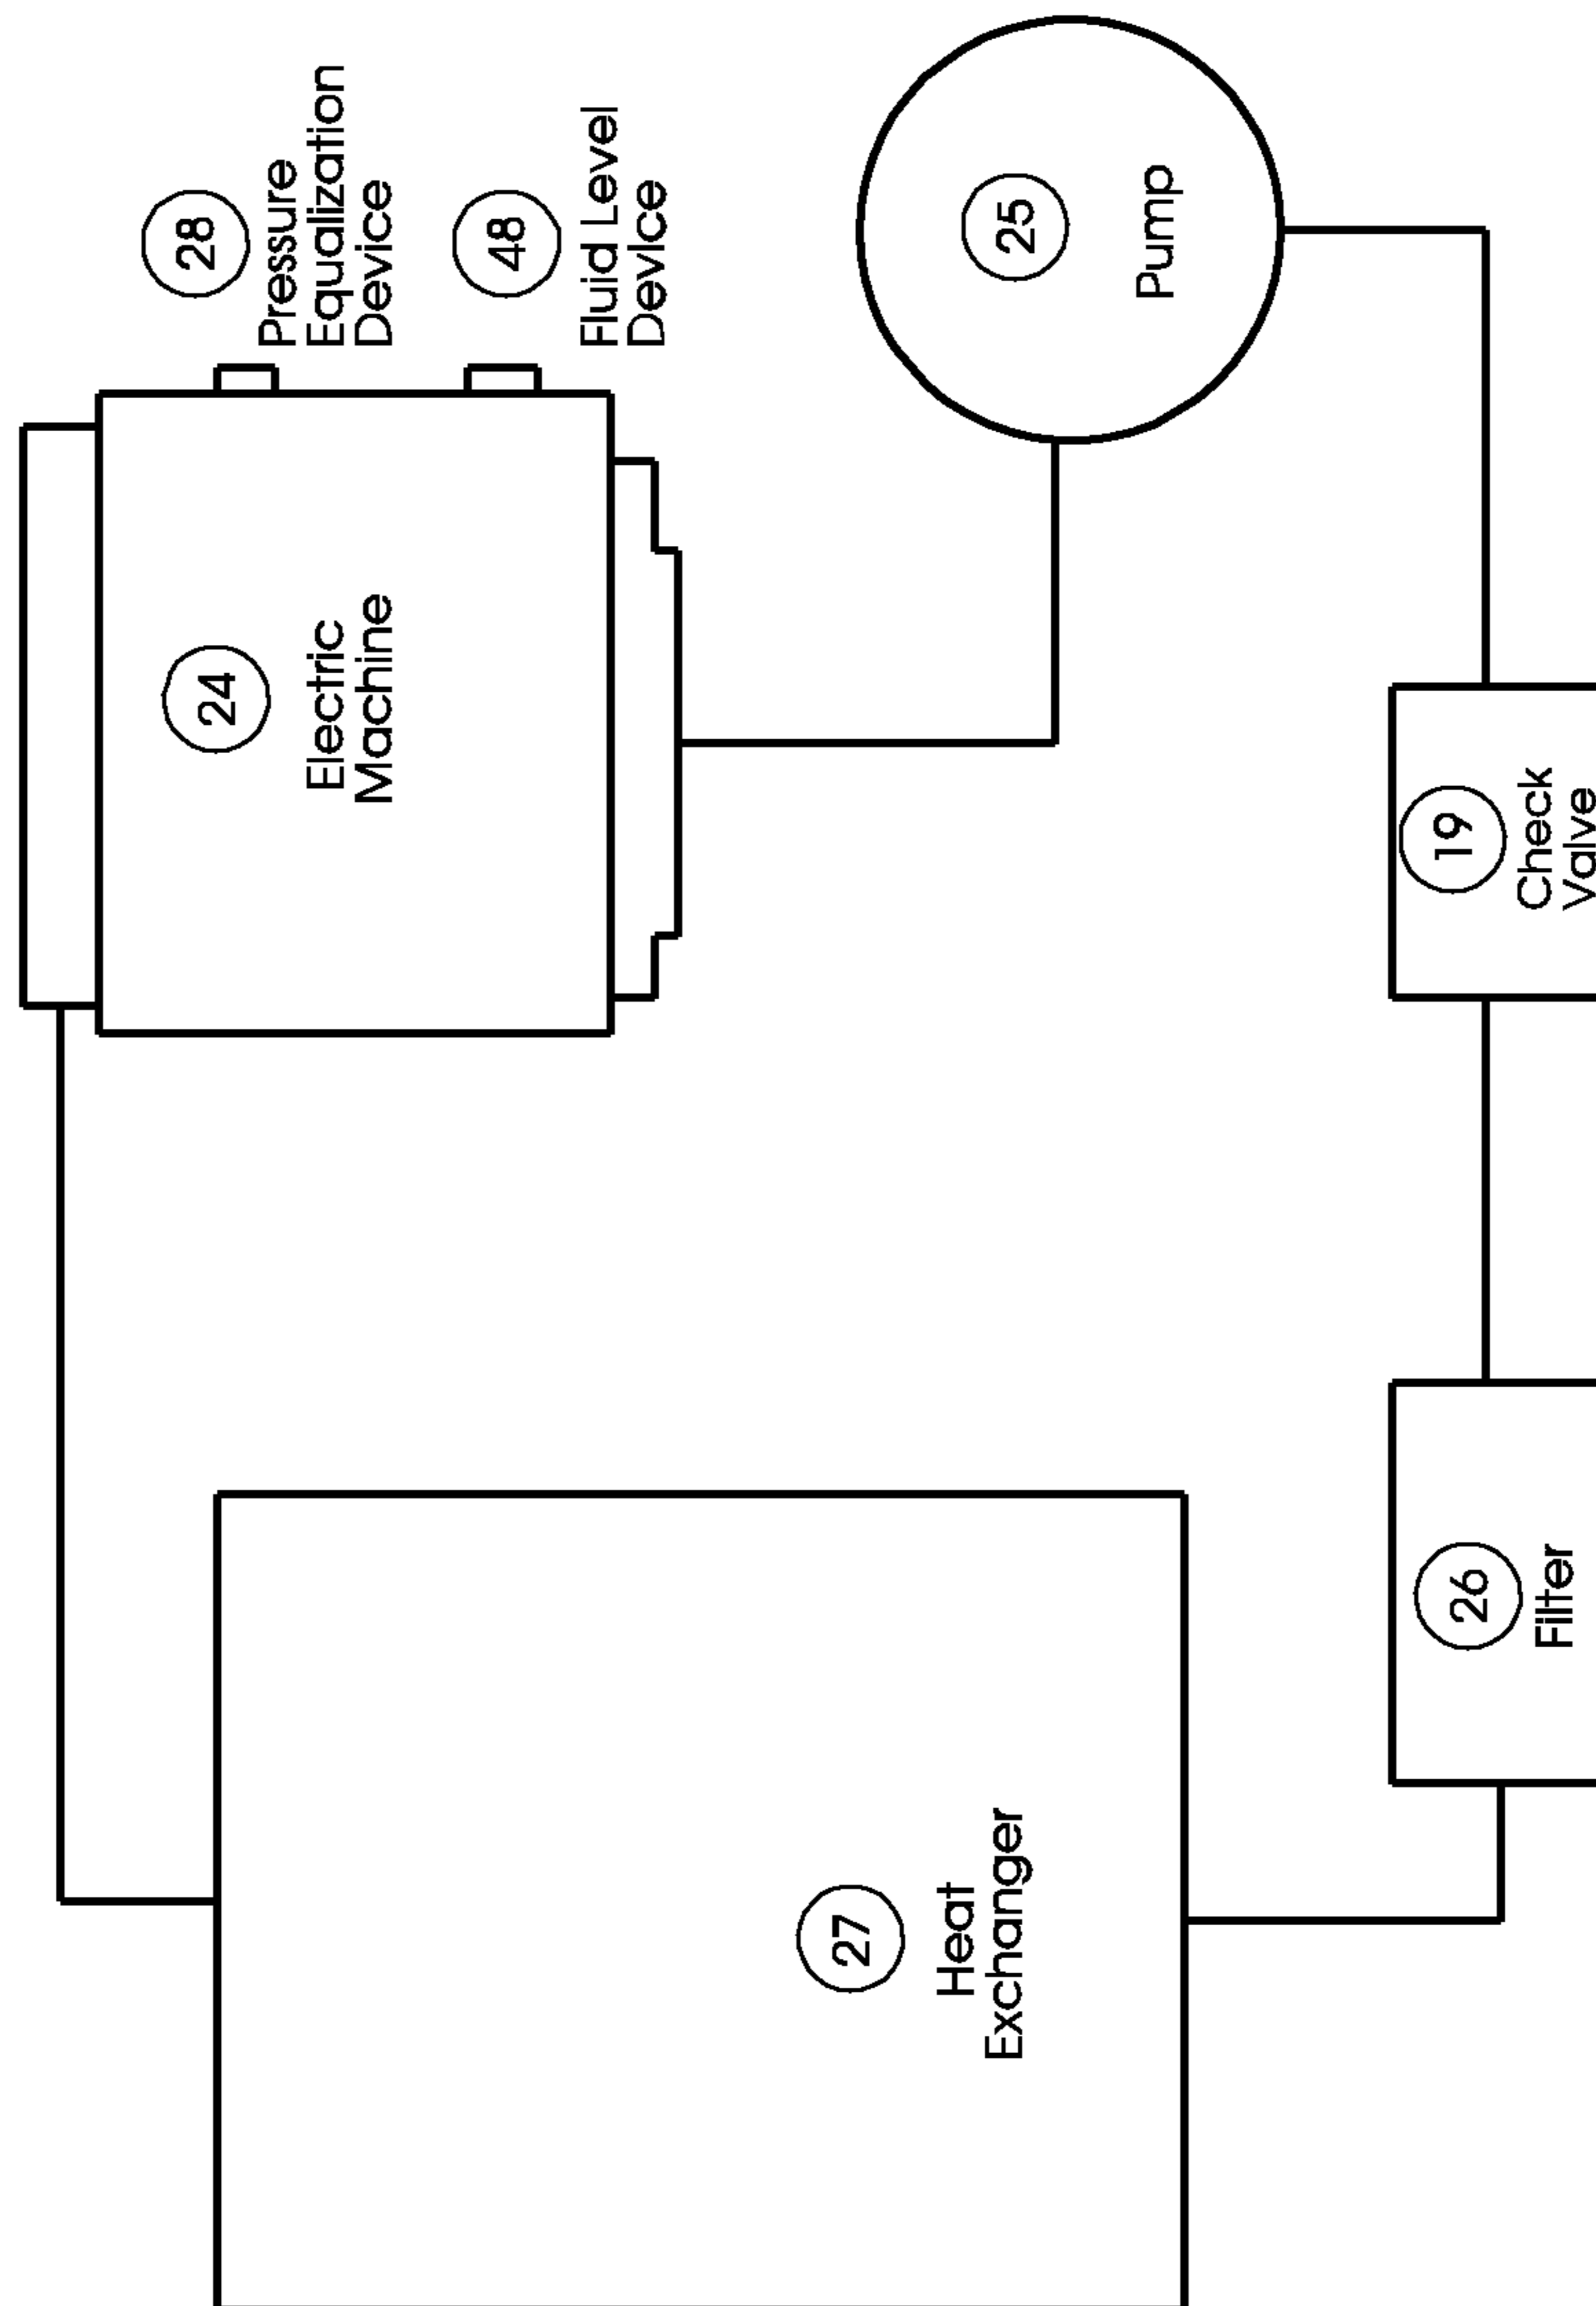 28
Pressure
Equalization
Device
48
Fluid Level
Device
24
Electric
Machine
25
Pump
19
Check
Valve
26
Filter
27
Heat
Exchanger